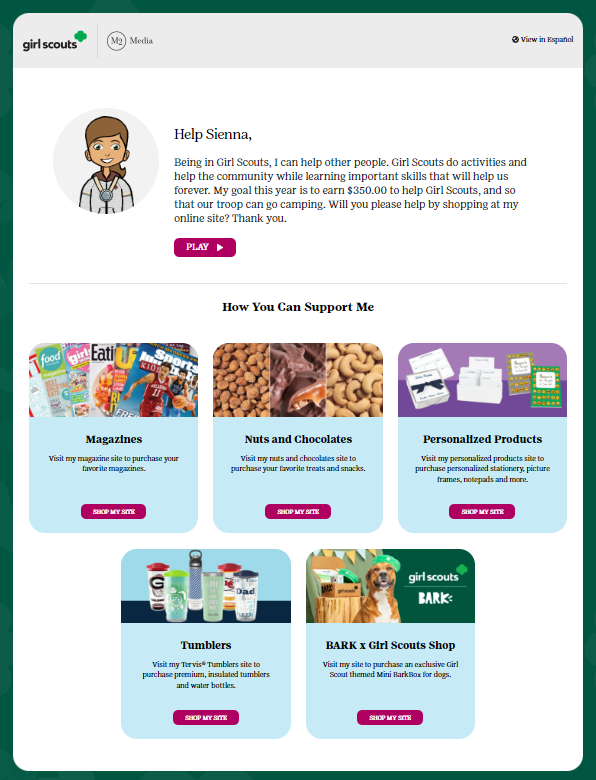 girl scouts
M2 Media
View in Español
Help Sienna,
Being in Girl Scouts, I can help other people. Girl Scouts do activities and
help the community while learning important skills that will help us
forever. My goal this year is to earn $350.00 to help Girl Scouts, and so
that our troop can go camping. Will you please help by shopping at my
online site? Thank you.
PLAY
How You Can Support Me
food
girl
Eati
Sports
KIDS
FREE
Magazines
Visit my magazine site to purchase your
favorite magazines.
SHOP MY SITE
Nuts and Chocolates
Visit my nuts and chocolates site to
purchase your favorite treats and snacks.
SHOP MY SITE
Personalized Products
Visit my personalized products site to
purchase personalized stationery, picture
frames, notepads and more.
SHOP MY SITE
Dad
Tumblers
Visit my Tervis® Tumblers site to
purchase premium, insulated tumblers
and water bottles.
SHOP MY SITE
girl scouts
BARK
BARK x Girl Scouts Shop
Visit my site to purchase an exclusive Girl
Scout themed Mini BarkBox for dogs.
SHOP MY SITE